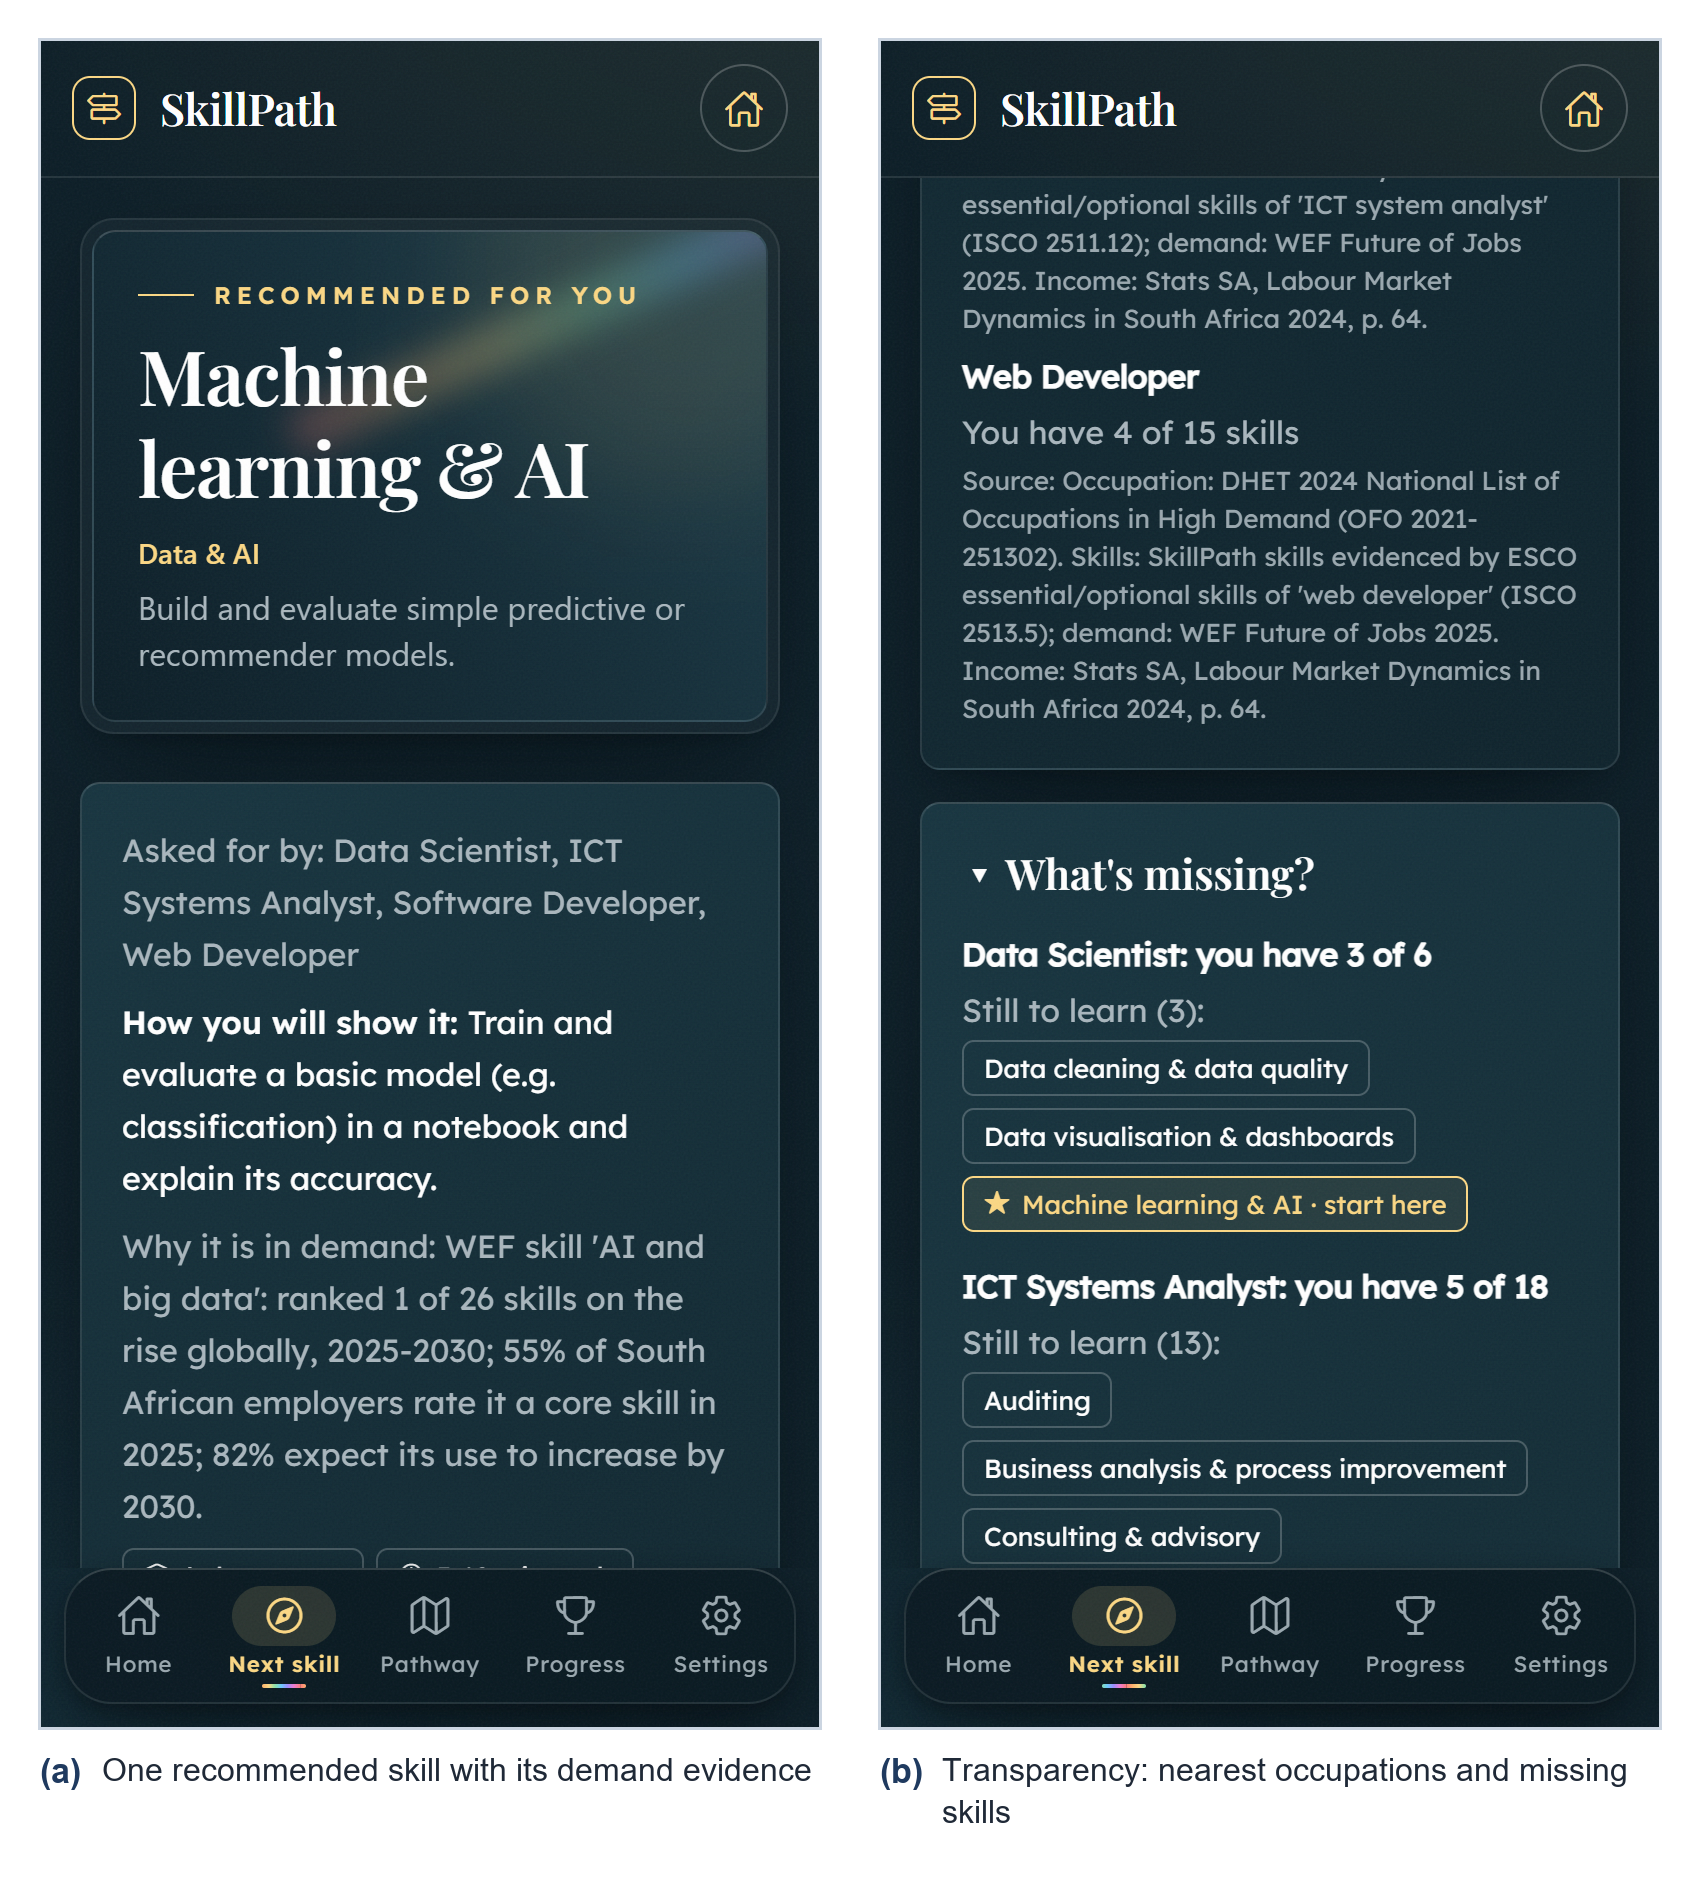 SkillPath
RECOMMENDED FOR YOU
Machine
learning & AI
Data & AI
Build and evaluate simple predictive or
recommender models.
Asked for by: Data Scientist, ICT
Systems Analyst, Software Developer,
Web Developer
How you will show it: Train and
evaluate a basic model (e.g.
classification) in a notebook and
explain its accuracy.
Why it is in demand: WEF skill 'AI and
big data': ranked 1 of 26 skills on the
rise globally, 2025-2030; 55% of South
African employers rate it a core skill in
2025; 82% expect its use to increase by
2030.
Home
Next skill
Pathway
Progress
Settings
(a) One recommended skill with its demand evidence
SkillPath
essential/optional skills of 'ICT system analyst'
(ISCO 2511.12); demand: WEF Future of Jobs
2025. Income: Stats SA, Labour Market
Dynamics in South Africa 2024, p. 64.
Web Developer
You have 4 of 15 skills
Source: Occupation: DHET 2024 National List of
Occupations in High Demand (OFO 2021-
251302). Skills: SkillPath skills evidenced by ESCO
essential/optional skills of 'web developer' (ISCO
2513.5); demand: WEF Future of Jobs 2025.
Income: Stats SA, Labour Market Dynamics in
South Africa 2024, p. 64.
▼ What's missing?
Data Scientist: you have 3 of 6
Still to learn (3):
Data cleaning & data quality
Data visualisation & dashboards
★ Machine learning & AI · start here
ICT Systems Analyst: you have 5 of 18
Still to learn (13):
Auditing
Business analysis & process improvement
Consulting & advisory
Home
Next skill
Pathway
Progress
Settings
(b) Transparency: nearest occupations and missing
skills